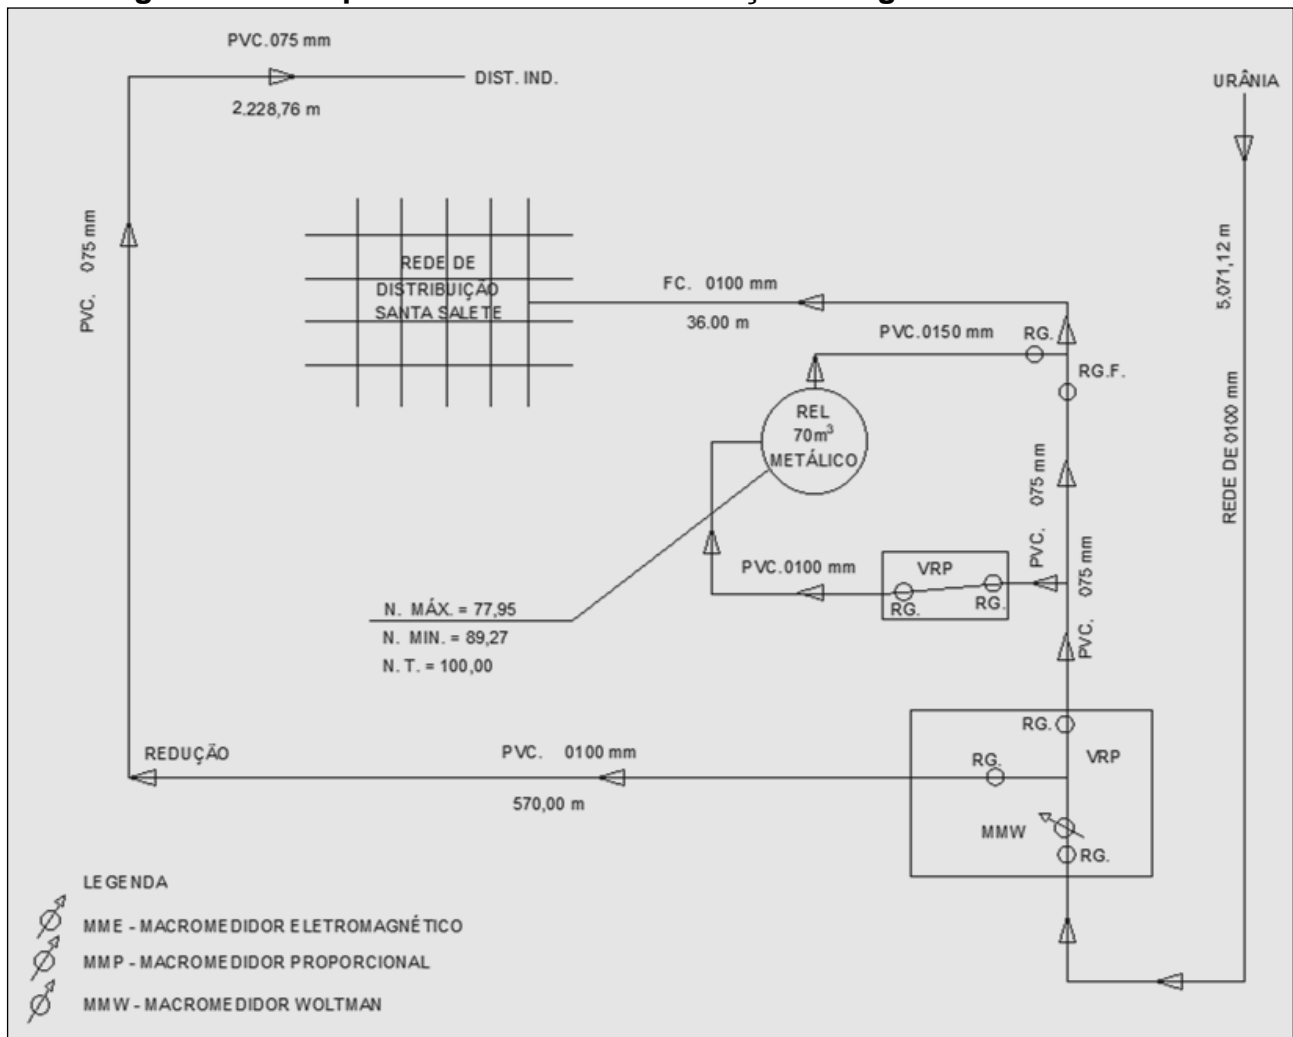 PVC.075 mm
DIST. IND.
2.228,76 m
URÂNIA
PVC. 075 mm
REDE DE
DISTRIBUIÇÃO
SANTA SALETE
FC. 0100 mm
36.00 m
PVC.0150 mm
RG.
RG.F.
5,071,12 m
REDE DE 0100 mm
REL
70m³
METÁLICO
PVC. 075 mm
PVC.0100 mm
VRP
RG.
RG.
PVC. 075 mm
N. MÁX. = 77,95
N. MIN. = 89,27
N. T. = 100,00
REDUÇÃO
PVC. 0100 mm
570,00 m
RG.
RG.
VRP
MMW
RG.
LEGENDA
MME - MACROMEDIDOR ELETROMAGNÉTICO
MMP - MACROMEDIDOR PROPORCIONAL
MMW - MACROMEDIDOR WOLTMAN